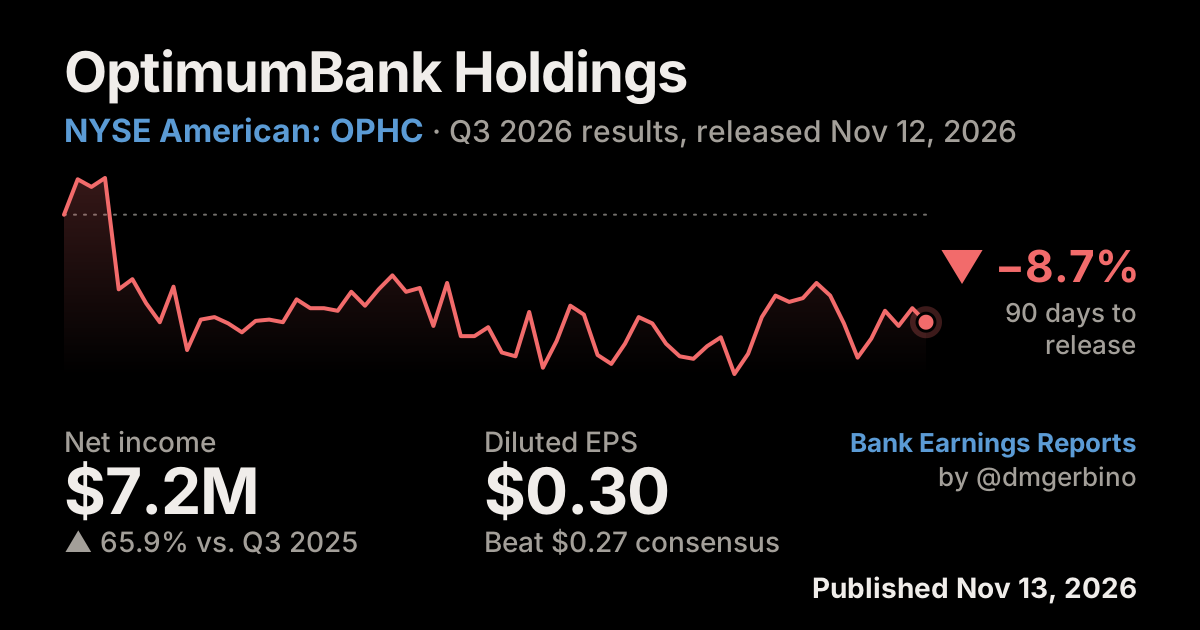 OptimumBank Holdings
NYSE American: OPHC · Q3 2026 results, released Nov 12, 2026
▼ −8.7%
90 days to
release
Net income
$7.2M
▲ 65.9% vs. Q3 2025
Diluted EPS
$0.30
Beat $0.27 consensus
Bank Earnings Reports
by @dmgerbino
Published Nov 13, 2026